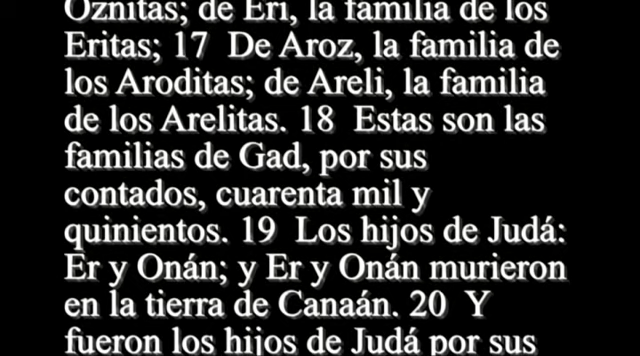 Oznitas; de Eri, la familia de los
Eritas; 17 De Aroz, la familia de
los Aroditas; de Areli, la familia
de los Arelitas. 18 Estas son las
familias de Gad, por sus
contados, cuarenta mil y
quinientos. 19 Los hijos de Judá:
Er y Onán; y Er y Onán murieron
en la tierra de Canaán. 20 Y
fueron los hijos de Judá por sus